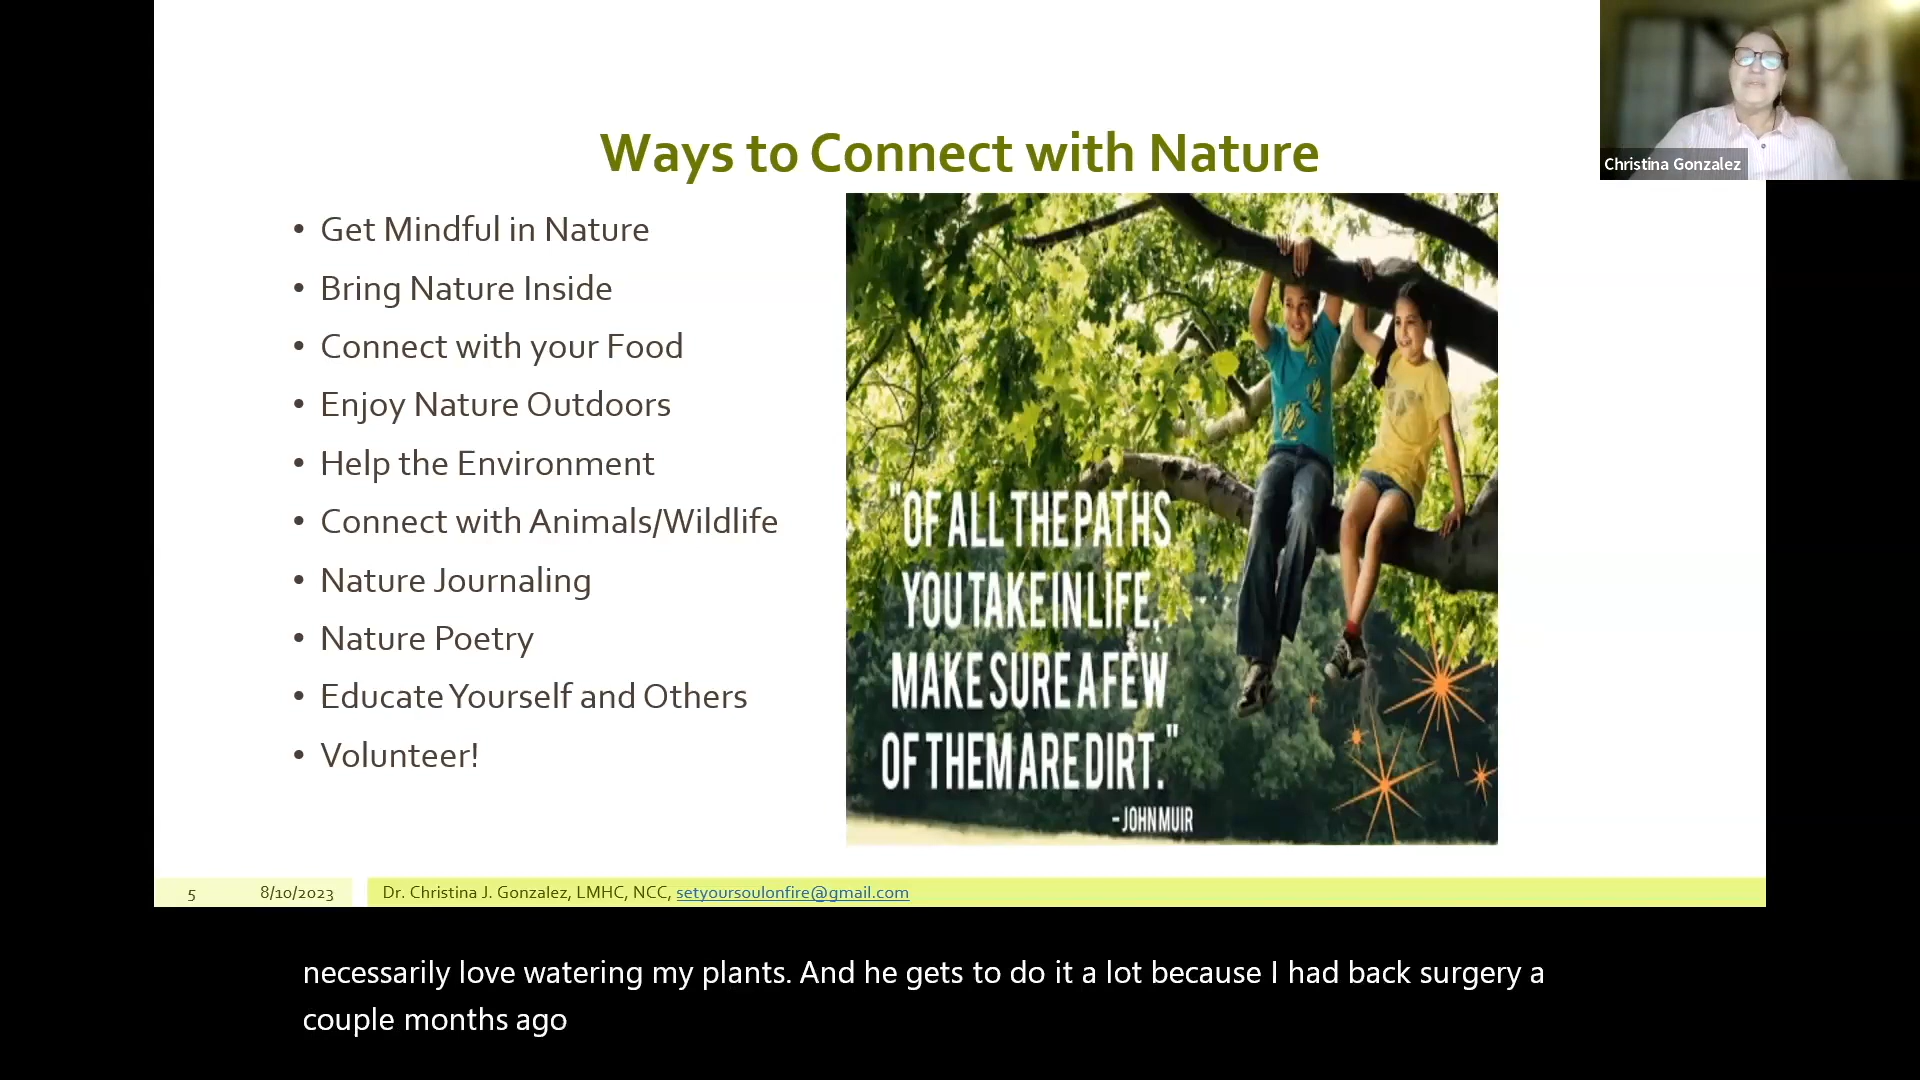 Christina Gonzalez
Ways to Connect with Nature
• Get Mindful in Nature
• Bring Nature Inside
• Connect with your Food
• Enjoy Nature Outdoors
• Help the Environment
• Connect with Animals/Wildlife
• Nature Journaling
• Nature Poetry
• Educate Yourself and Others
• Volunteer!
"OF ALL THE PATHS
YOU TAKE IN LIFE,
MAKE SURE A FEW
OF THEM ARE DIRT."
- JOHN MUIR
5 8/10/2023 Dr. Christina J. Gonzalez, LMHC, NCC, setyoursoulonfire@gmail.com
necessarily love watering my plants. And he gets to do it a lot because I had back surgery a
couple months ago